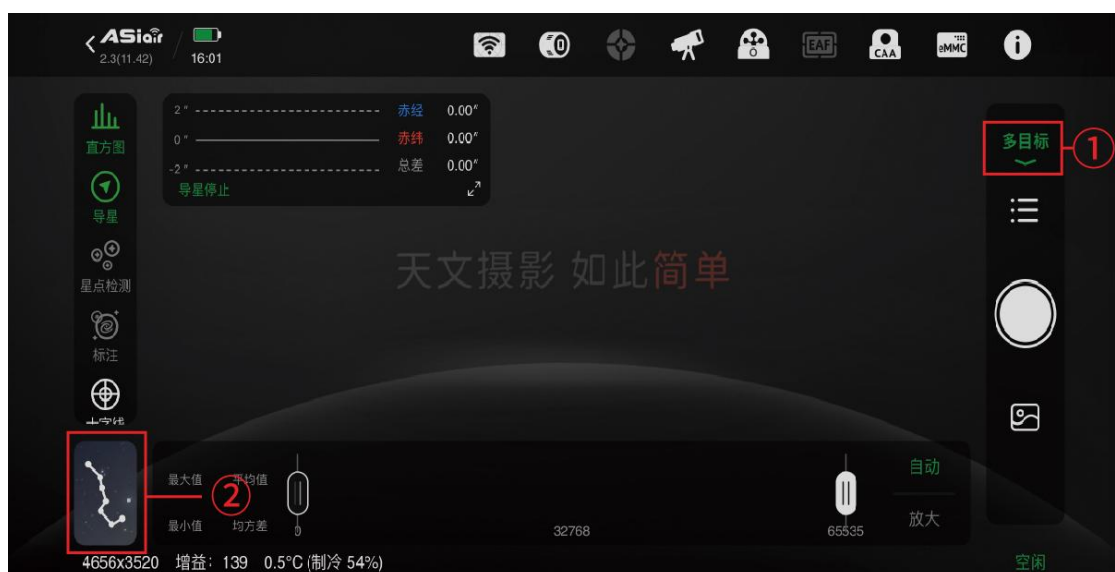 ASiair
2.3(11.42)
16:01
EAF
CAA
eMMC
直方图
导星
星点检测
标注
十字线
2" 赤经 0.00"
0" 赤纬 0.00"
-2" 总差 0.00"
导星停止
天文摄影 如此简单
多目标
①
②
最大值 平均值
最小值 均方差
0 32768 65535
自动
放大
4656x3520 增益: 139 0.5°C (制冷 54%)
空闲